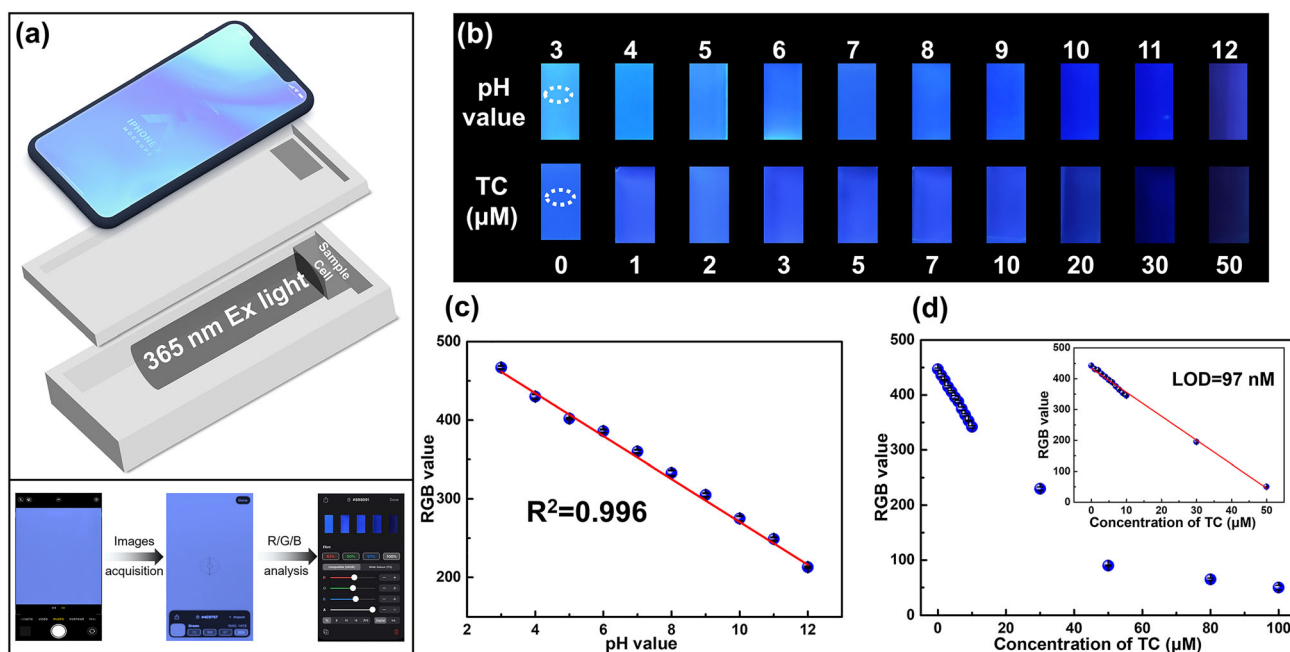 (a)
IPHONE X
MOCKUPS
365 nm Ex light
Sample
Cell
Images
acquisition
R/G/B
analysis
(b)
3 4 5 6 7 8 9 10 11 12
pH
value
TC
(μM)
0 1 2 3 5 7 10 20 30 50
(c)
RGB value
500
400
300
200
R²=0.996
4 6 8 10 12
pH value
(d)
RGB value
500
400
300
200
100
0
0 20 40 60 80 100
Concentration of TC (μM)
LOD=97 nM
RGB value
500
400
300
200
100
0
0 10 20 30 40 50
Concentration of TC (μM)